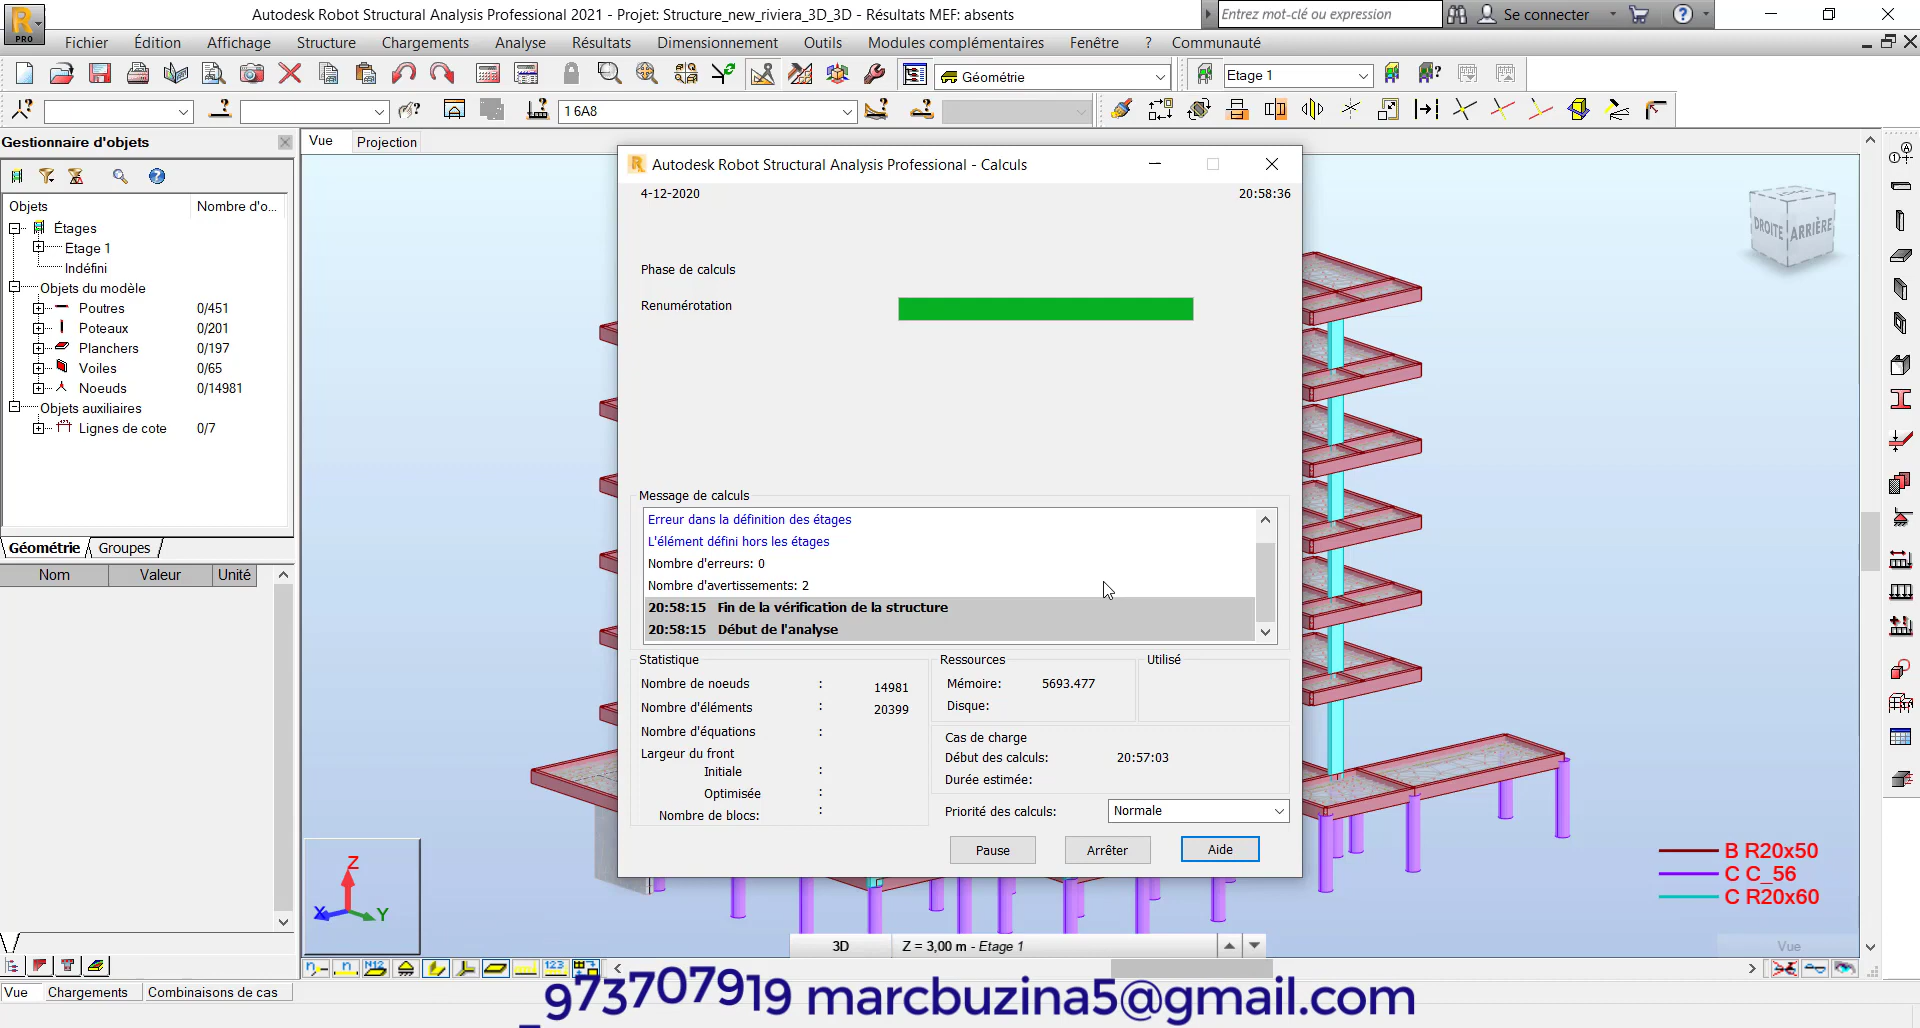 Autodesk Robot Structural Analysis Professional 2021 - Projet: Structure_new_riviera_3D_3D - Résultats MEF: absents
Entrez mot-clé ou expression
Se connecter
PRO
Fichier Édition Affichage Structure Chargements Analyse Résultats Dimensionnement Outils Modules complémentaires Fenêtre ? Communauté
Géométrie
Etage 1
1 6A8
Gestionnaire d'objets
Vue Projection
Objets Nombre d'o...
Étages
Etage 1
Indéfini
Objets du modèle
Poutres 0/451
Poteaux 0/201
Planchers 0/197
Voiles 0/65
Noeuds 0/14981
Objets auxiliaires
Lignes de cote 0/7
Géométrie Groupes
Nom Valeur Unité
Autodesk Robot Structural Analysis Professional - Calculs
4-12-2020 20:58:36
Phase de calculs
Renumérotation
Message de calculs
Erreur dans la définition des étages
L'élément défini hors les étages
Nombre d'erreurs: 0
Nombre d'avertissements: 2
20:58:15 Fin de la vérification de la structure
20:58:15 Début de l'analyse
Statistique
Nombre de noeuds : 14981
Nombre d'éléments : 20399
Nombre d'équations :
Largeur du front
Initiale :
Optimisée :
Nombre de blocs: :
Ressources
Mémoire: 5693.477
Disque:
Utilisé
Cas de charge
Début des calculs: 20:57:03
Durée estimée:
Priorité des calculs: Normale
Pause Arrêter Aide
DROITE ARRIÈRE
B R20x50
C C_56
C R20x60
Z
X Y
3D Z = 3,00 m - Etage 1
Vue
Vue Chargements Combinaisons de cas
_973707919 marcbuzina5@gmail.com